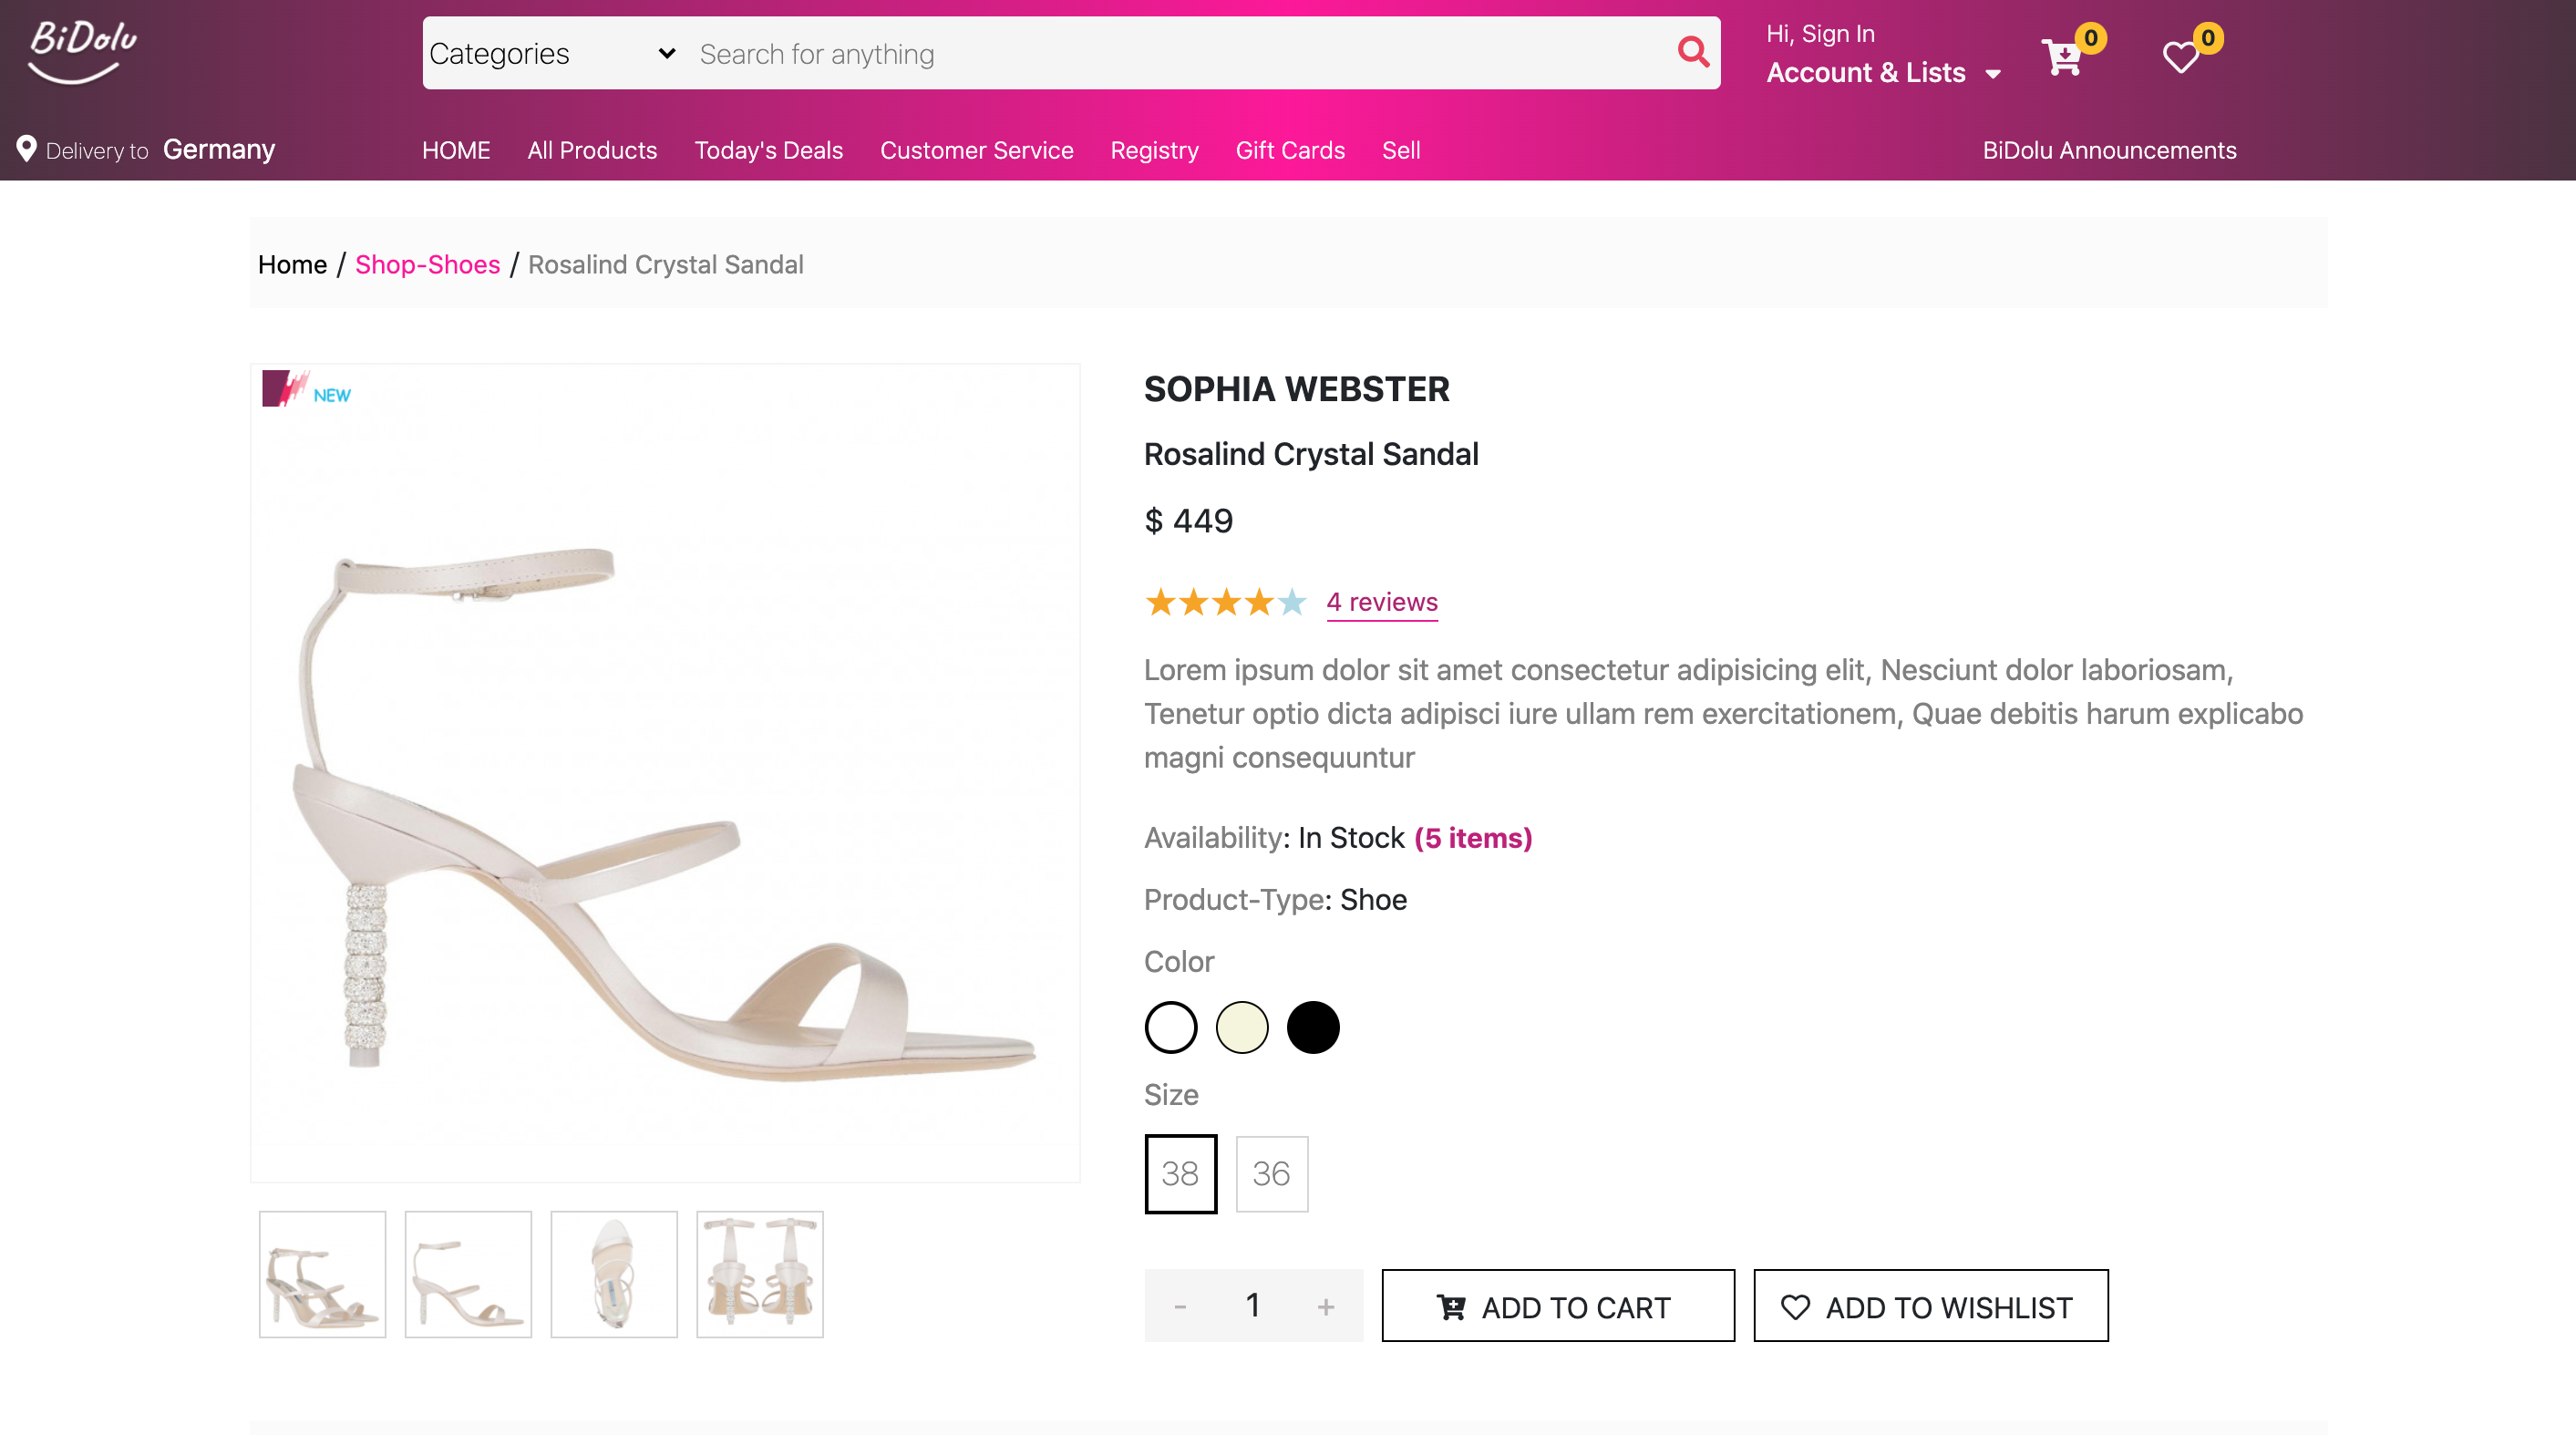 BiDolu
Categories
Search for anything
Hi, Sign In
Account & Lists
0
0
Delivery to Germany
HOME
All Products
Today's Deals
Customer Service
Registry
Gift Cards
Sell
BiDolu Announcements
Home / Shop-Shoes / Rosalind Crystal Sandal
NEW
SOPHIA WEBSTER
Rosalind Crystal Sandal
$ 449
4 reviews
Lorem ipsum dolor sit amet consectetur adipisicing elit, Nesciunt dolor laboriosam,
Tenetur optio dicta adipisci iure ullam rem exercitationem, Quae debitis harum explicabo
magni consequuntur
Availability: In Stock (5 items)
Product-Type: Shoe
Color
Size
38
36
- 1 +
ADD TO CART
ADD TO WISHLIST